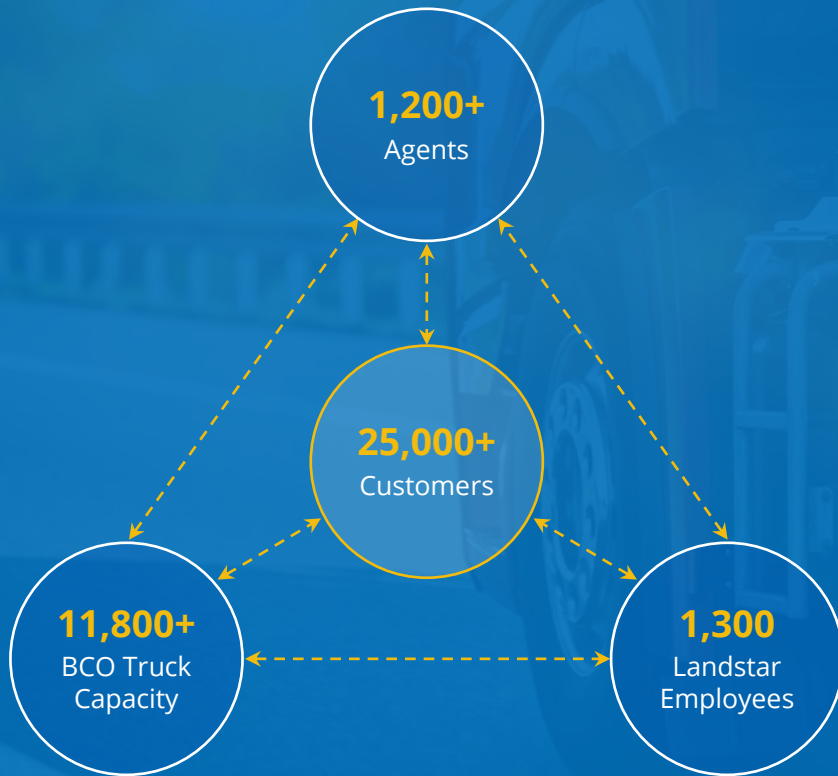 1,200+
Agents
25,000+
Customers
11,800+
BCO Truck
Capacity
1,300
Landstar
Employees